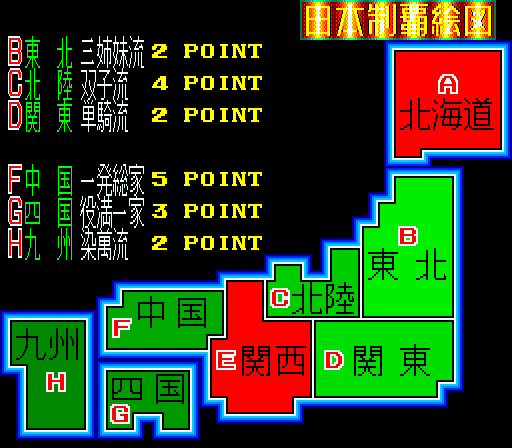 日本制覇絵図
B東北 三姉妹流 2 POINT
C北陸 双子流 4 POINT
D関東 単騎流 2 POINT
F中国 一発総家 5 POINT
G四国 役満一家 3 POINT
H九州 染萬流 2 POINT
A
北海道
B
東北
C北陸
中国
F
E関西
D関東
九州
H
四国
G